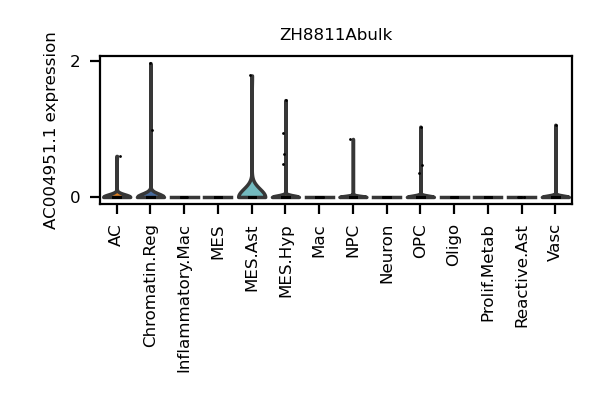 ZH8811Abulk
AC004951.1 expression
2
0
AC
Chromatin.Reg
Inflammatory.Mac
MES
MES.Ast
MES.Hyp
Mac
NPC
Neuron
OPC
Oligo
Prolif.Metab
Reactive.Ast
Vasc